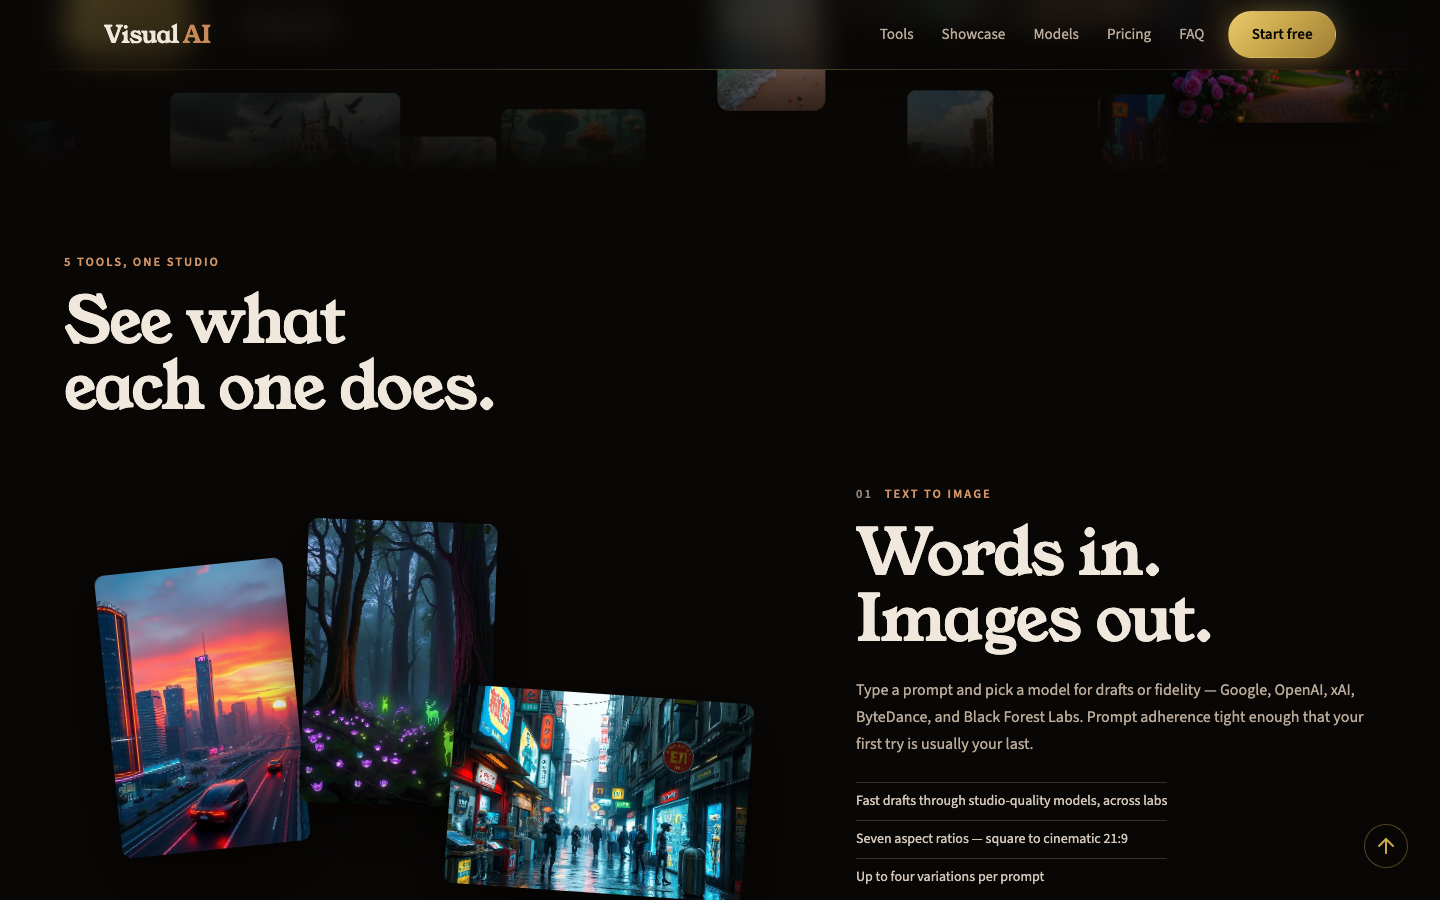 Visual AI
Tools
Showcase
Models
Pricing
FAQ
Start free
5 TOOLS, ONE STUDIO
See what
each one does.
01 TEXT TO IMAGE
Words in.
Images out.
Type a prompt and pick a model for drafts or fidelity — Google, OpenAI, xAI,
ByteDance, and Black Forest Labs. Prompt adherence tight enough that your
first try is usually your last.
Fast drafts through studio-quality models, across labs
Seven aspect ratios — square to cinematic 21:9
Up to four variations per prompt